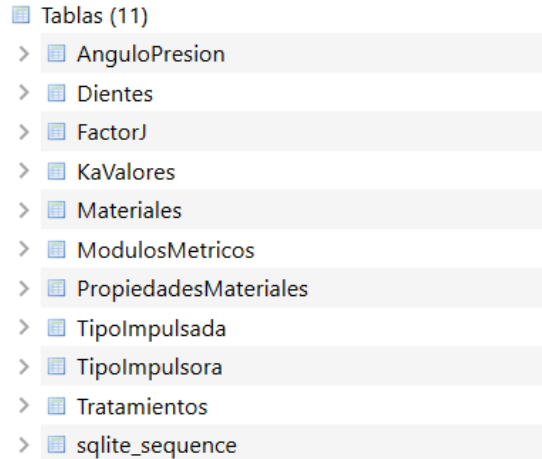 Tablas (11)
AnguloPresion
Dientes
FactorJ
KaValores
Materiales
ModulosMetricos
PropiedadesMateriales
TipoImpulsada
TipoImpulsora
Tratamientos
sqlite_sequence